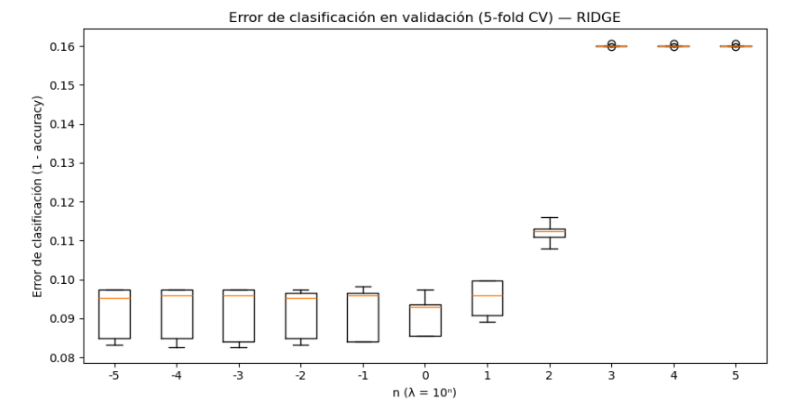 Error de clasificación en validación (5-fold CV) — RIDGE
Error de clasificación (1 - accuracy)
0.16
0.15
0.14
0.13
0.12
0.11
0.10
0.09
0.08
-5 -4 -3 -2 -1 0 1 2 3 4 5
n (λ = 10ⁿ)